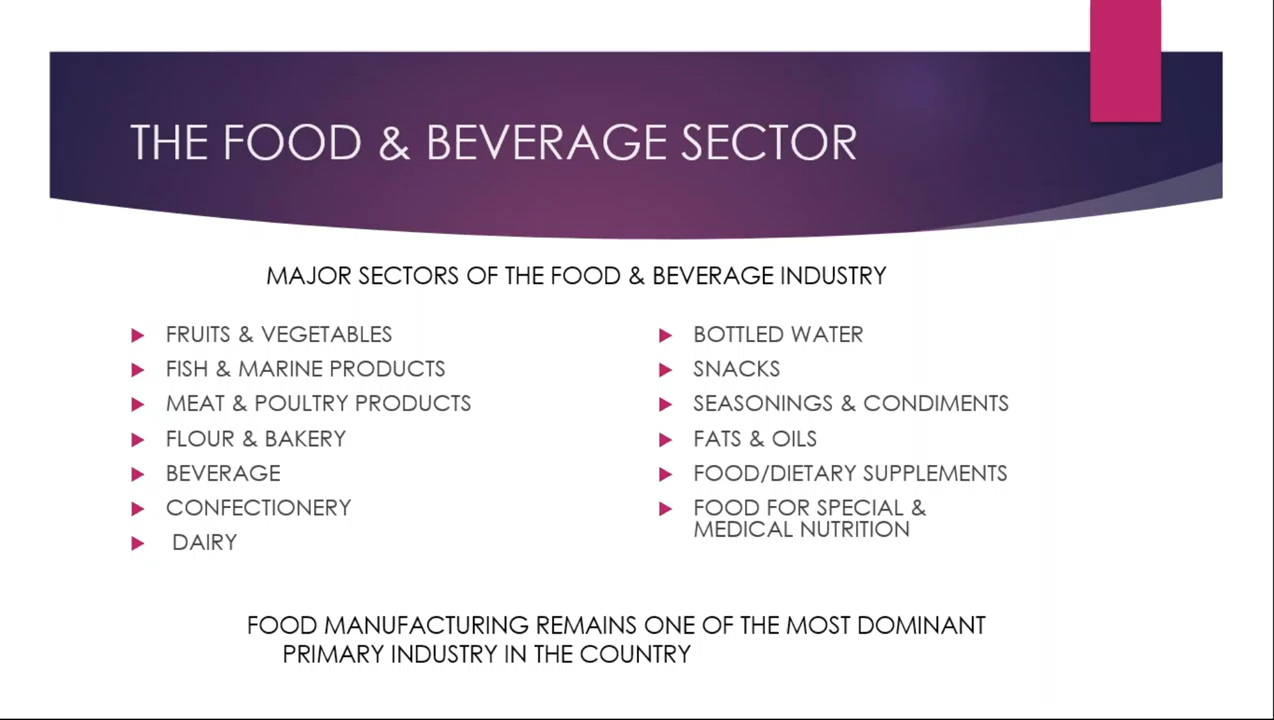 THE FOOD & BEVERAGE SECTOR
MAJOR SECTORS OF THE FOOD & BEVERAGE INDUSTRY
FRUITS & VEGETABLES
FISH & MARINE PRODUCTS
MEAT & POULTRY PRODUCTS
FLOUR & BAKERY
BEVERAGE
CONFECTIONERY
DAIRY
BOTTLED WATER
SNACKS
SEASONINGS & CONDIMENTS
FATS & OILS
FOOD/DIETARY SUPPLEMENTS
FOOD FOR SPECIAL &
MEDICAL NUTRITION
FOOD MANUFACTURING REMAINS ONE OF THE MOST DOMINANT
PRIMARY INDUSTRY IN THE COUNTRY